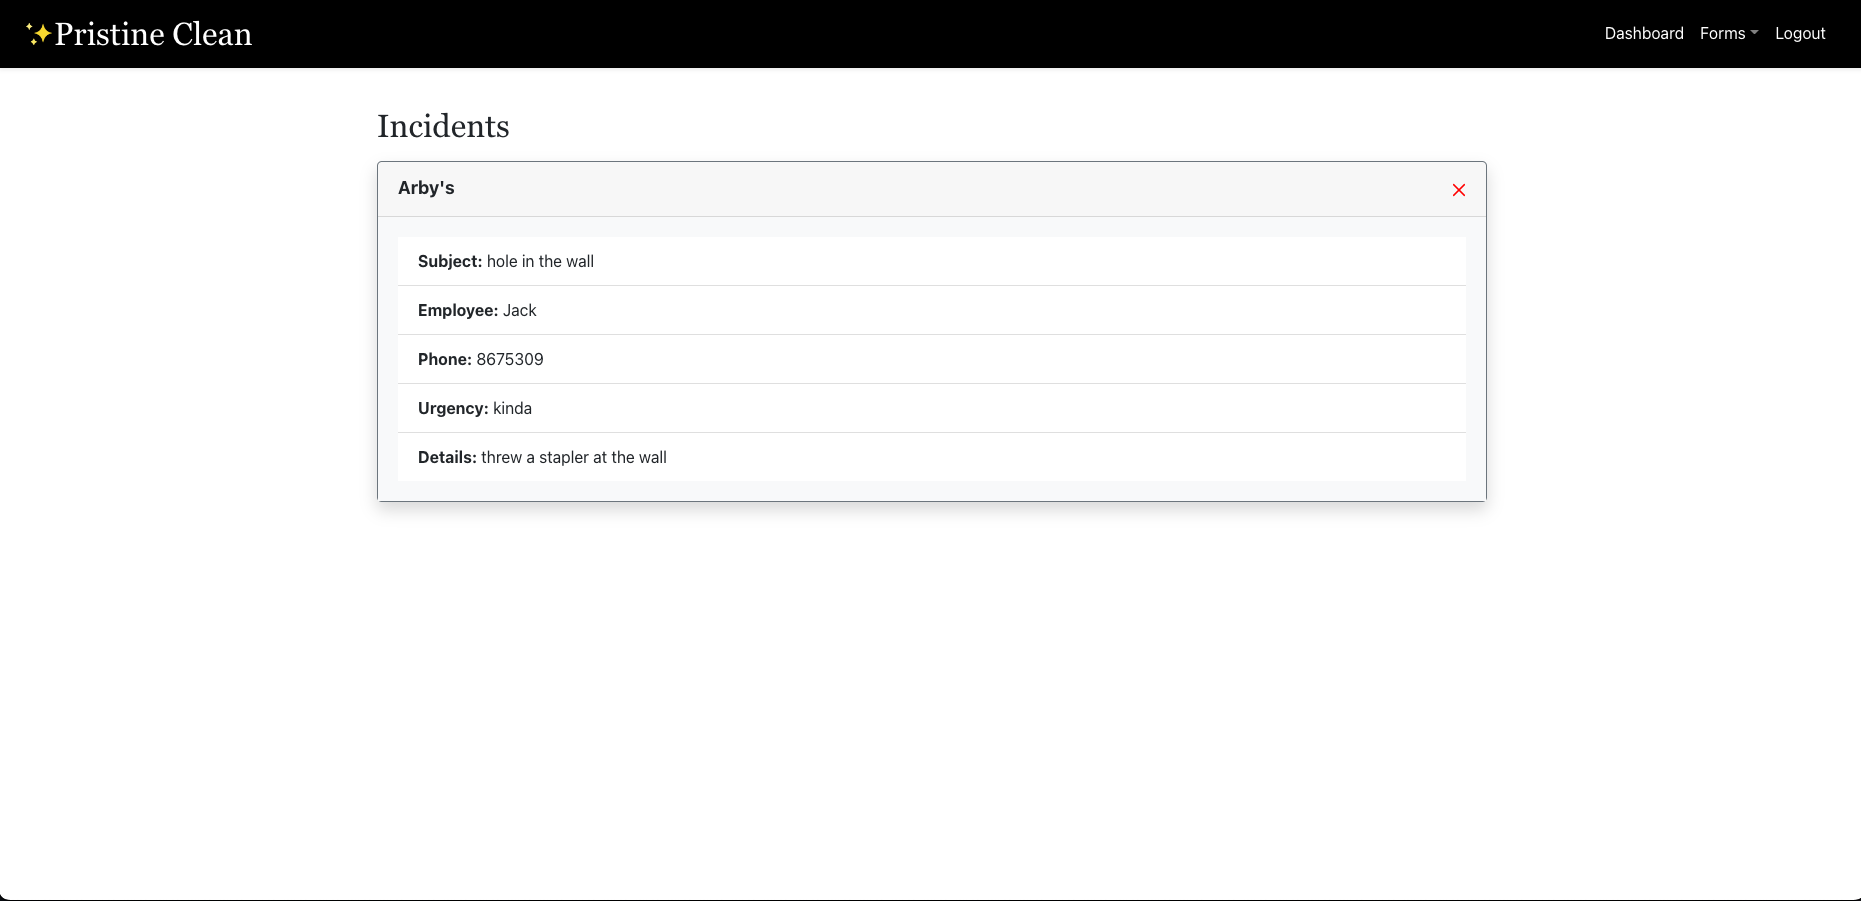 ✨Pristine Clean
Dashboard Forms Logout
Incidents
Arby's
Subject: hole in the wall
Employee: Jack
Phone: 8675309
Urgency: kinda
Details: threw a stapler at the wall